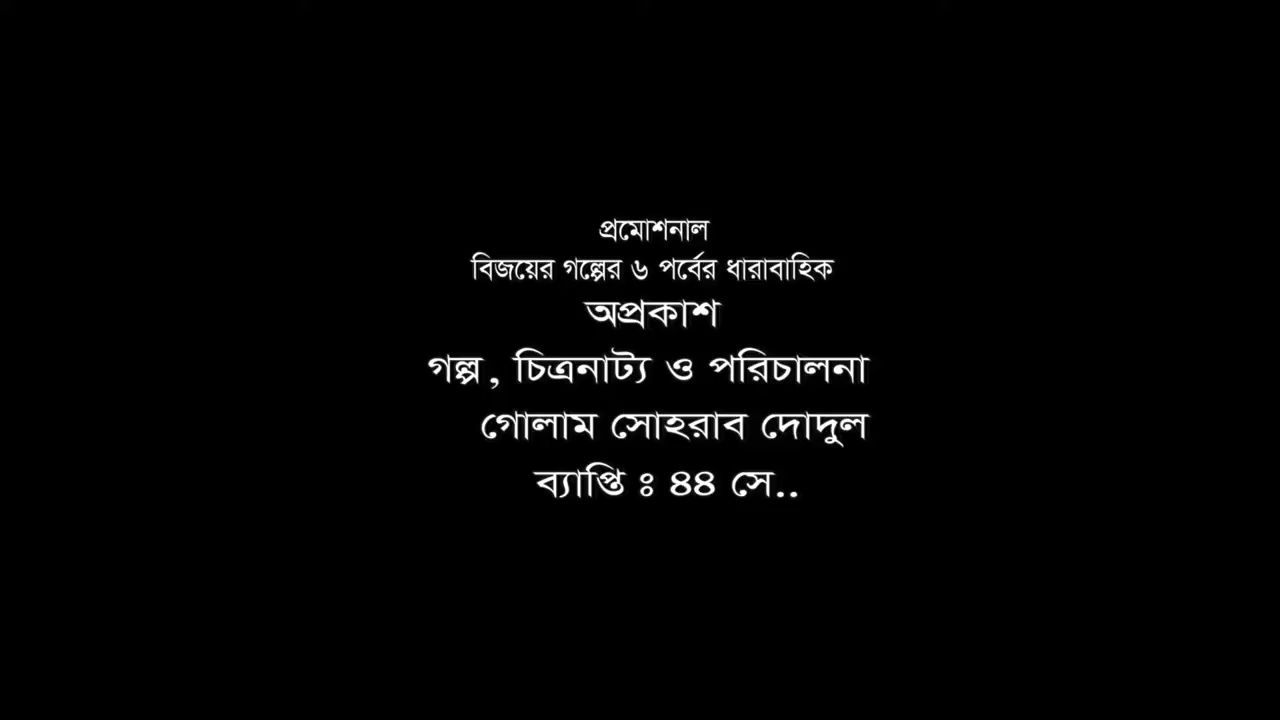 প্রমোশনাল
বিজয়ের গল্পের ৬ পর্বের ধারাবাহিক
অপ্রকাশ
গল্প, চিত্রনাট্য ও পরিচালনা
গোলাম সোহরাব দোদুল
ব্যাপ্তি ঃ ৪৪ সে..